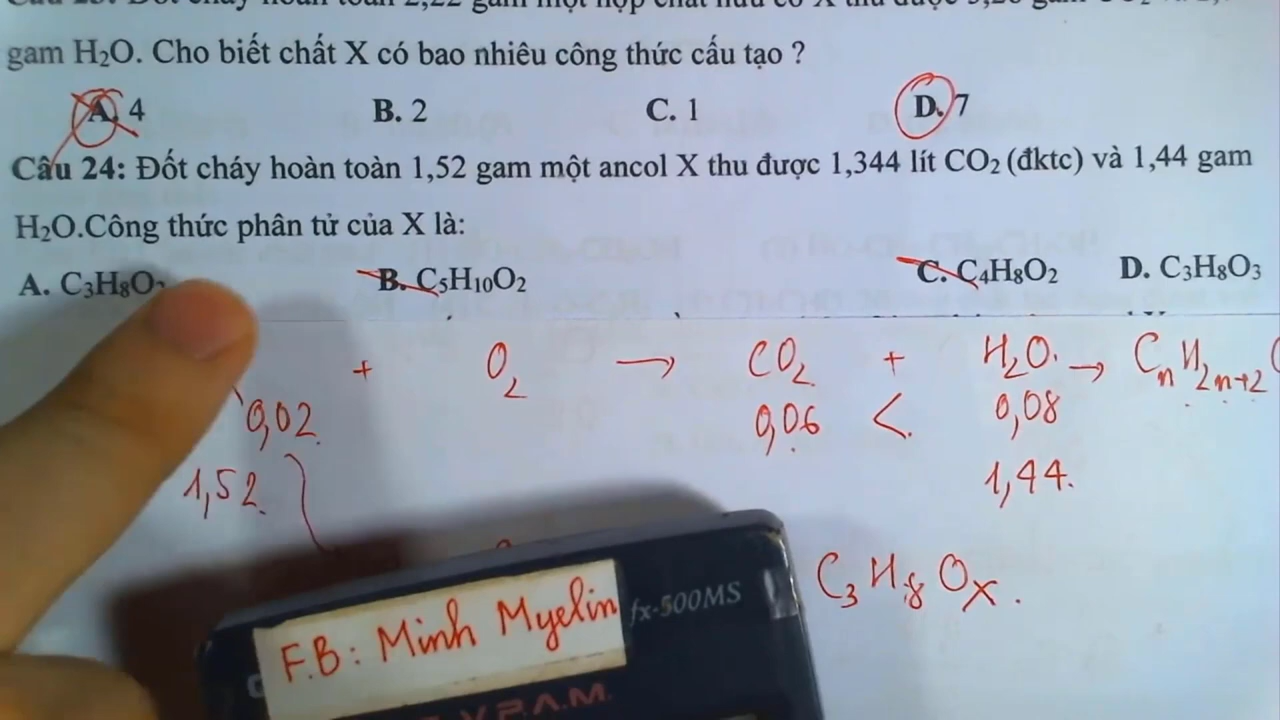 gam H₂O. Cho biết chất X có bao nhiêu công thức cấu tạo ?
A. 4 B. 2 C. 1 D. 7
Câu 24: Đốt cháy hoàn toàn 1,52 gam một ancol X thu được 1,344 lít CO₂ (đktc) và 1,44 gam
H₂O.Công thức phân tử của X là:
A. C₃H₈O₂ B. C₅H₁₀O₂ C. C₄H₈O₂ D. C₃H₈O₃
+ O₂ → CO₂ + H₂O. → CₙH₂ₙ₊₂
0,02. 0,06 < 0,08
1,52. 1,44.
C₃H₈Oₓ.
F.B: Minh Myelin fx-500MS
V.P.A.M.